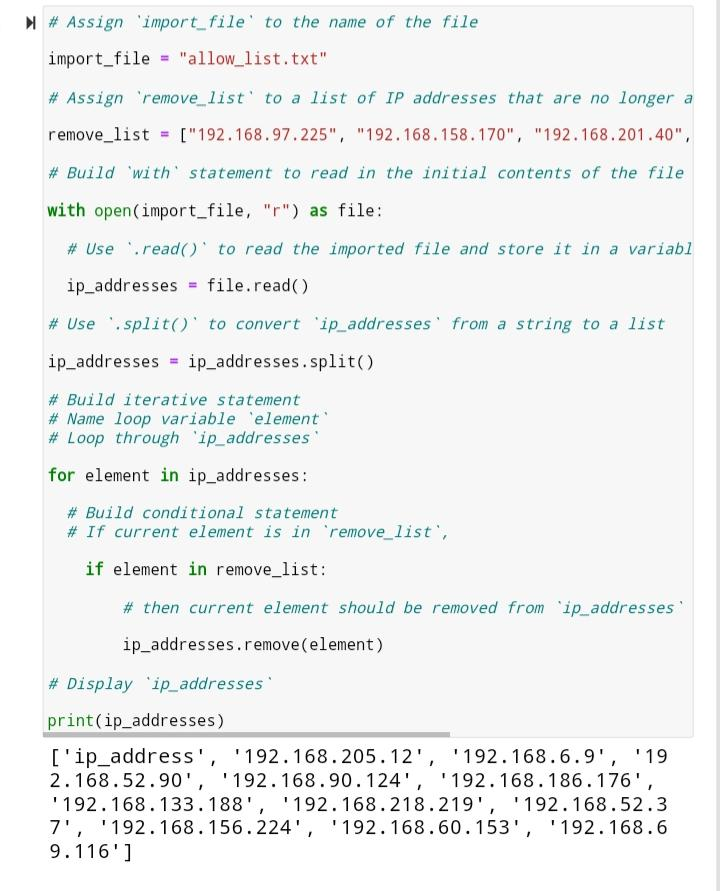 # Assign `import_file` to the name of the file
import_file = "allow_list.txt"
# Assign `remove_list` to a list of IP addresses that are no longer a
remove_list = ["192.168.97.225", "192.168.158.170", "192.168.201.40",
# Build `with` statement to read in the initial contents of the file
with open(import_file, "r") as file:
# Use `.read()` to read the imported file and store it in a variabl
ip_addresses = file.read()
# Use `.split()` to convert `ip_addresses` from a string to a list
ip_addresses = ip_addresses.split()
# Build iterative statement
# Name loop variable `element`
# Loop through `ip_addresses`
for element in ip_addresses:
# Build conditional statement
# If current element is in `remove_list`,
if element in remove_list:
# then current element should be removed from `ip_addresses`
ip_addresses.remove(element)
# Display `ip_addresses`
print(ip_addresses)
['ip_address', '192.168.205.12', '192.168.6.9', '19
2.168.52.90', '192.168.90.124', '192.168.186.176',
'192.168.133.188', '192.168.218.219', '192.168.52.3
7', '192.168.156.224', '192.168.60.153', '192.168.6
9.116']